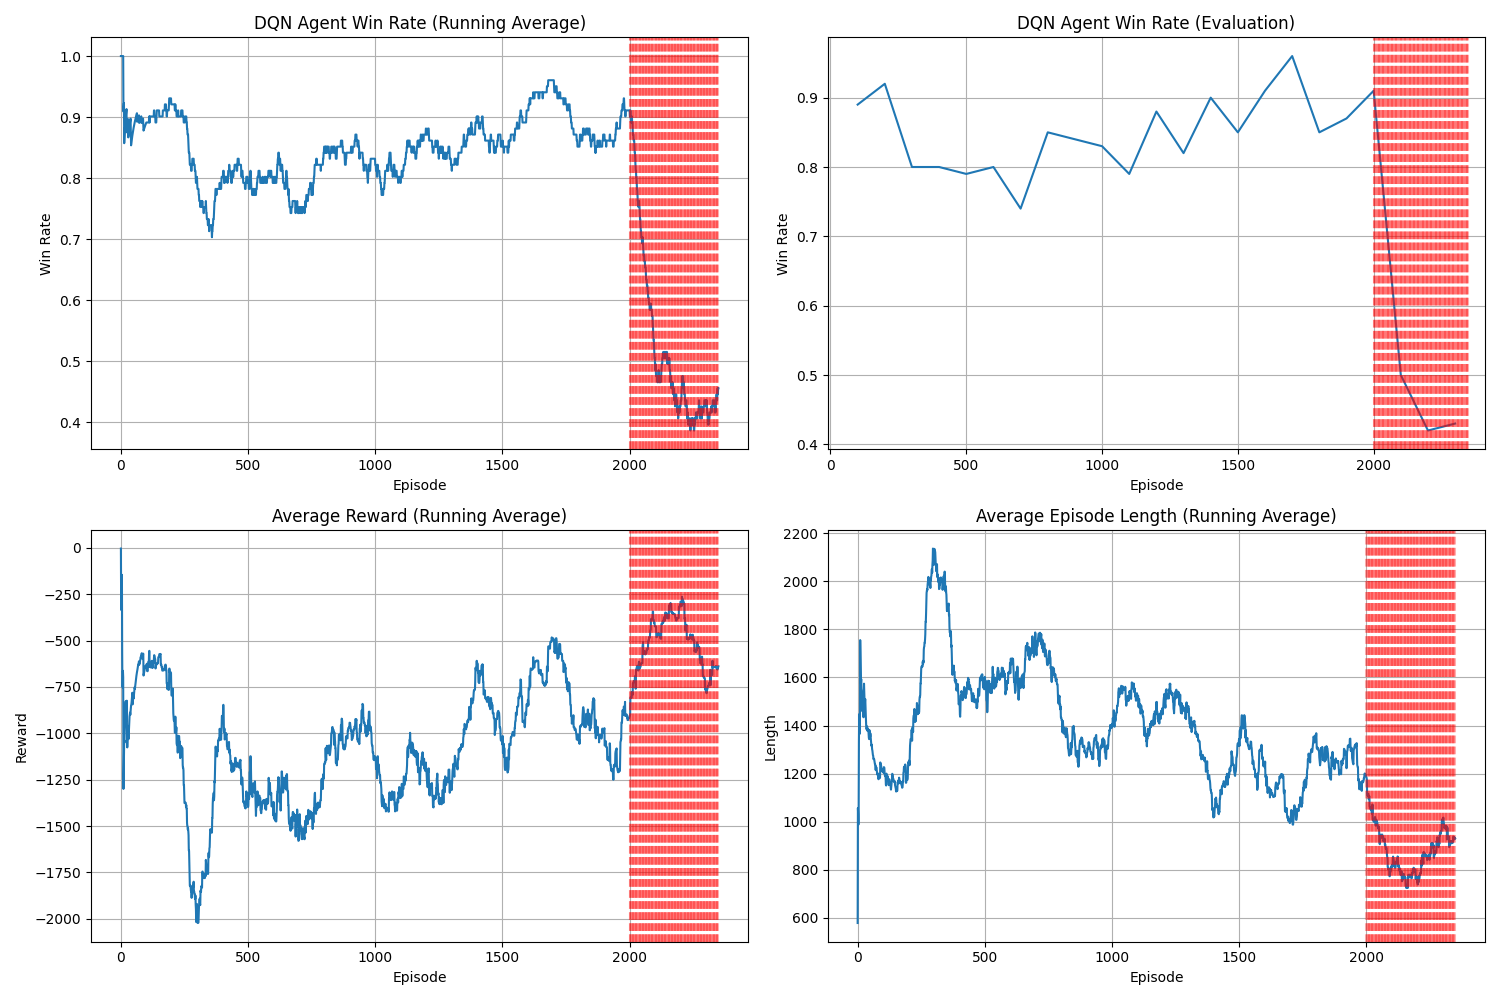 DQN Agent Win Rate (Running Average)
1.0
0.9
0.8
0.7
0.6
0.5
0.4
Win Rate
0 500 1000 1500 2000
Episode
DQN Agent Win Rate (Evaluation)
0.9
0.8
0.7
0.6
0.5
0.4
Win Rate
0 500 1000 1500 2000
Episode
Average Reward (Running Average)
0
−250
−500
−750
−1000
−1250
−1500
−1750
−2000
Reward
0 500 1000 1500 2000
Episode
Average Episode Length (Running Average)
2200
2000
1800
1600
1400
1200
1000
800
600
Length
0 500 1000 1500 2000
Episode